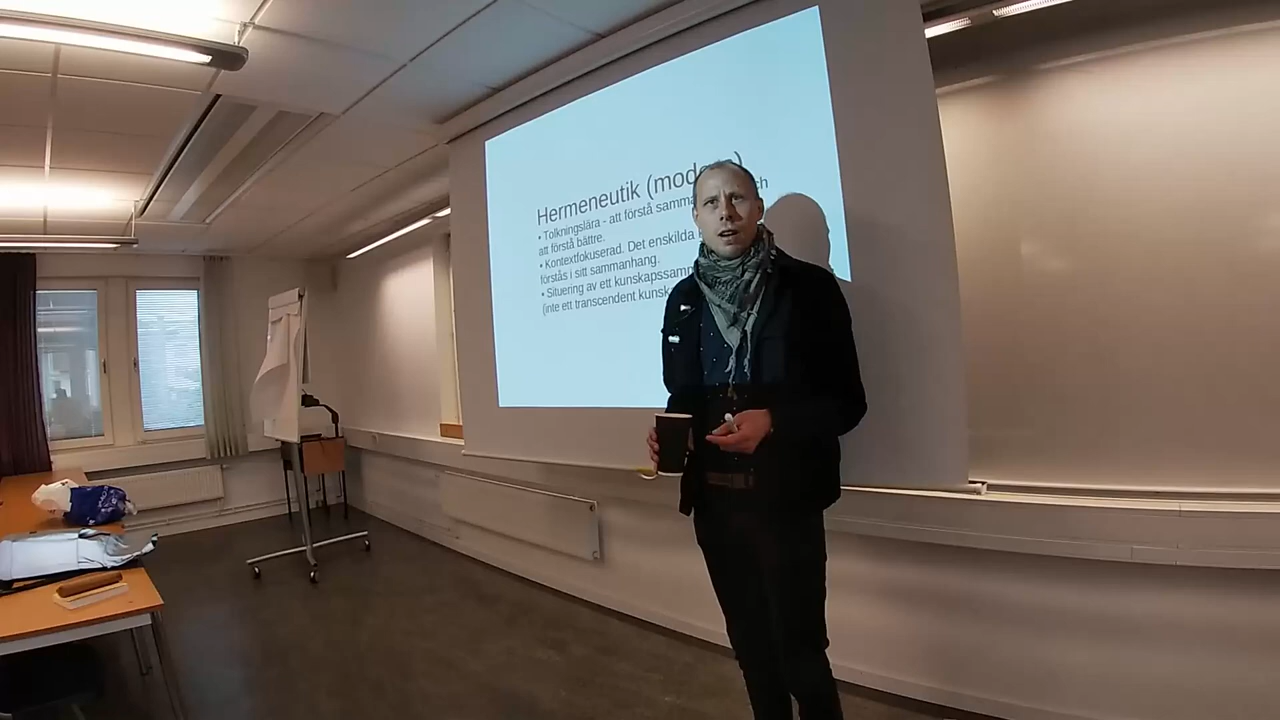 Hermeneutik (mod
• Tolkningslära - att förstå samma ch
att förstå bättre.
• Kontextfokuserad. Det enskilda
förstås i sitt sammanhang.
• Situering av ett kunskapssam
(inte ett transcendent kunsk